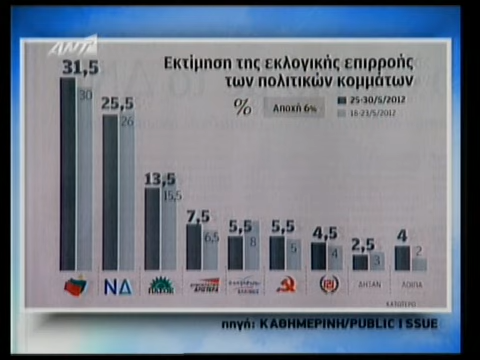 ANT1
Εκτίμηση της εκλογικής επιρροής
των πολιτικών κομμάτων
%
Αποχή 6%
25-30/5/2012
16-23/5/2012
31,5
30
25,5
26
13,5
15,5
7,5
6,5
5,5
8
5,5
5
4,5
4
2,5
3
4
2
ΝΔ
ΠΑΣΟΚ
ΑΡΙΣΤΕΡΑ
ΛΟΙΠΑ
πηγή: ΚΑΘΗΜΕΡΙΝΗ/PUBLIC ISSUE